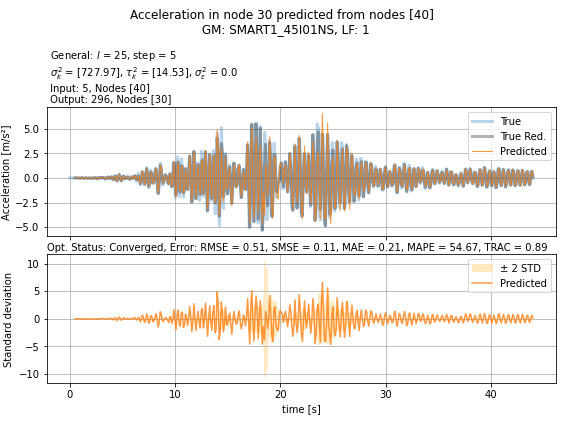 Acceleration in node 30 predicted from nodes [40]
GM: SMART1_45I01NS, LF: 1
General: l = 25, step = 5
σ²ₖ = [727.97], τ²ₖ = [14.53], σ²ε = 0.0
Input: 5, Nodes [40]
Output: 296, Nodes [30]
Acceleration [m/s²]
5.0
2.5
0.0
−2.5
−5.0
True
True Red.
Predicted
Opt. Status: Converged, Error: RMSE = 0.51, SMSE = 0.11, MAE = 0.21, MAPE = 54.67, TRAC = 0.89
Standard deviation
10
5
0
−5
−10
± 2 STD
Predicted
0
10
20
30
40
time [s]